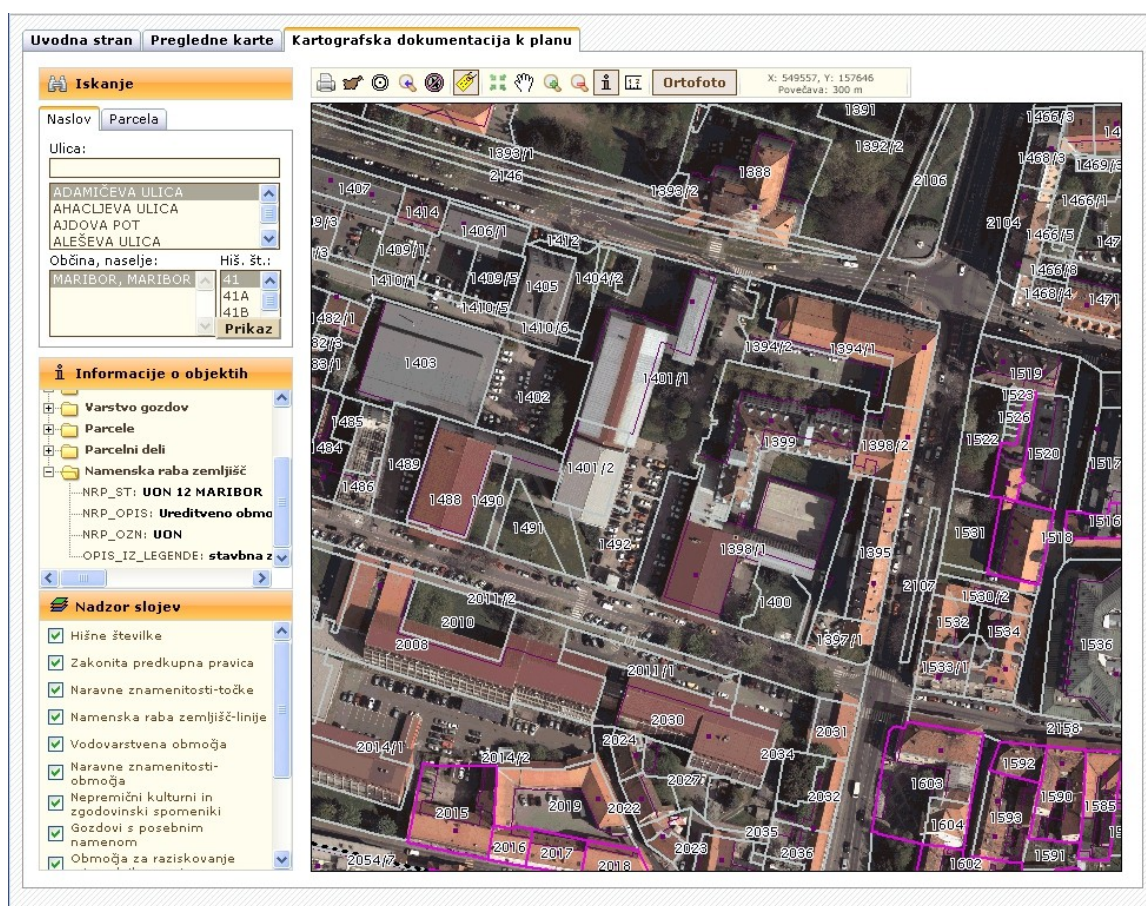 Uvodna stran Pregledne karte Kartografska dokumentacija k planu
Iskanje
Naslov Parcela
Ulica:
ADAMIČEVA ULICA
AHACLJEVA ULICA
AJDOVA POT
ALEŠEVA ULICA
Občina, naselje: Hiš. št.:
MARIBOR, MARIBOR 41
41A
41B
Prikaz
Informacije o objektih
Varstvo gozdov
Parcele
Parcelni deli
Namenska raba zemljišč
NRP_ST: UON 12 MARIBOR
NRP_OPIS: Ureditveno obmo
NRP_OZN: UON
OPIS_IZ_LEGENDE: stavbna z
Nadzor slojev
Hišne številke
Zakonita predkupna pravica
Naravne znamenitosti-točke
Namenska raba zemljišč-linije
Vodovarstvena območja
Naravne znamenitosti-
območja
Nepremični kulturni in
zgodovinski spomeniki
Gozdovi s posebnim
namenom
Območja za raziskovanje
Ortofoto
X: 549557, Y: 157646
Povečava: 300 m
1391
1466/3
1393/1
1388
1392/2
1468/3
1469/3
2146
1407
1393/2
2106
1466/1
1414
2104
1406/1
1412
1466/5
147
1409/1
1410/1
1409/5
1405
1404/2
1466/8
1468/4
1471
1410/5
1410/6
1482/1
1394/2
1394/1
1403
1401/1
1519
1402
1523
1526
1485
1399
1398/2
1522
1520
1484
1489
1401/2
1517
1486
1488
1490
1516
1491
1492
1398/1
1395
1531
1518
2107
2011/2
1400
1530/2
2010
1532
1534
2008
1397/1
1536
2011/1
1533/1
2030
2031
2158
2014/1
2024
2014/2
2034
2027
1592
1603
2032
1590
2015
2019
2022
1593
1585
1604
2035
2016
2017
2023
2036
1591
2054/7
2018
1602